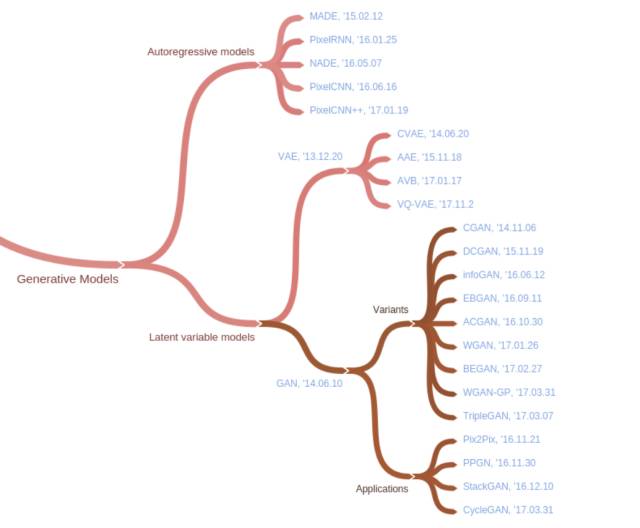 MADE, '15.02.12
PixelRNN, '16.01.25
Autoregressive models
NADE, '16.05.07
PixelCNN, '16.06.16
PixelCNN++, '17.01.19
CVAE, '14.06.20
VAE, '13.12.20
AAE, '15.11.18
AVB, '17.01.17
VQ-VAE, '17.11.2
CGAN, '14.11.06
DCGAN, '15.11.19
infoGAN, '16.06.12
Generative Models
EBGAN, '16.09.11
Variants
ACGAN, '16.10.30
Latent variable models
WGAN, '17.01.26
BEGAN, '17.02.27
GAN, '14.06.10
WGAN-GP, '17.03.31
TripleGAN, '17.03.07
Pix2Pix, '16.11.21
PPGN, '16.11.30
Applications
StackGAN, '16.12.10
CycleGAN, '17.03.31